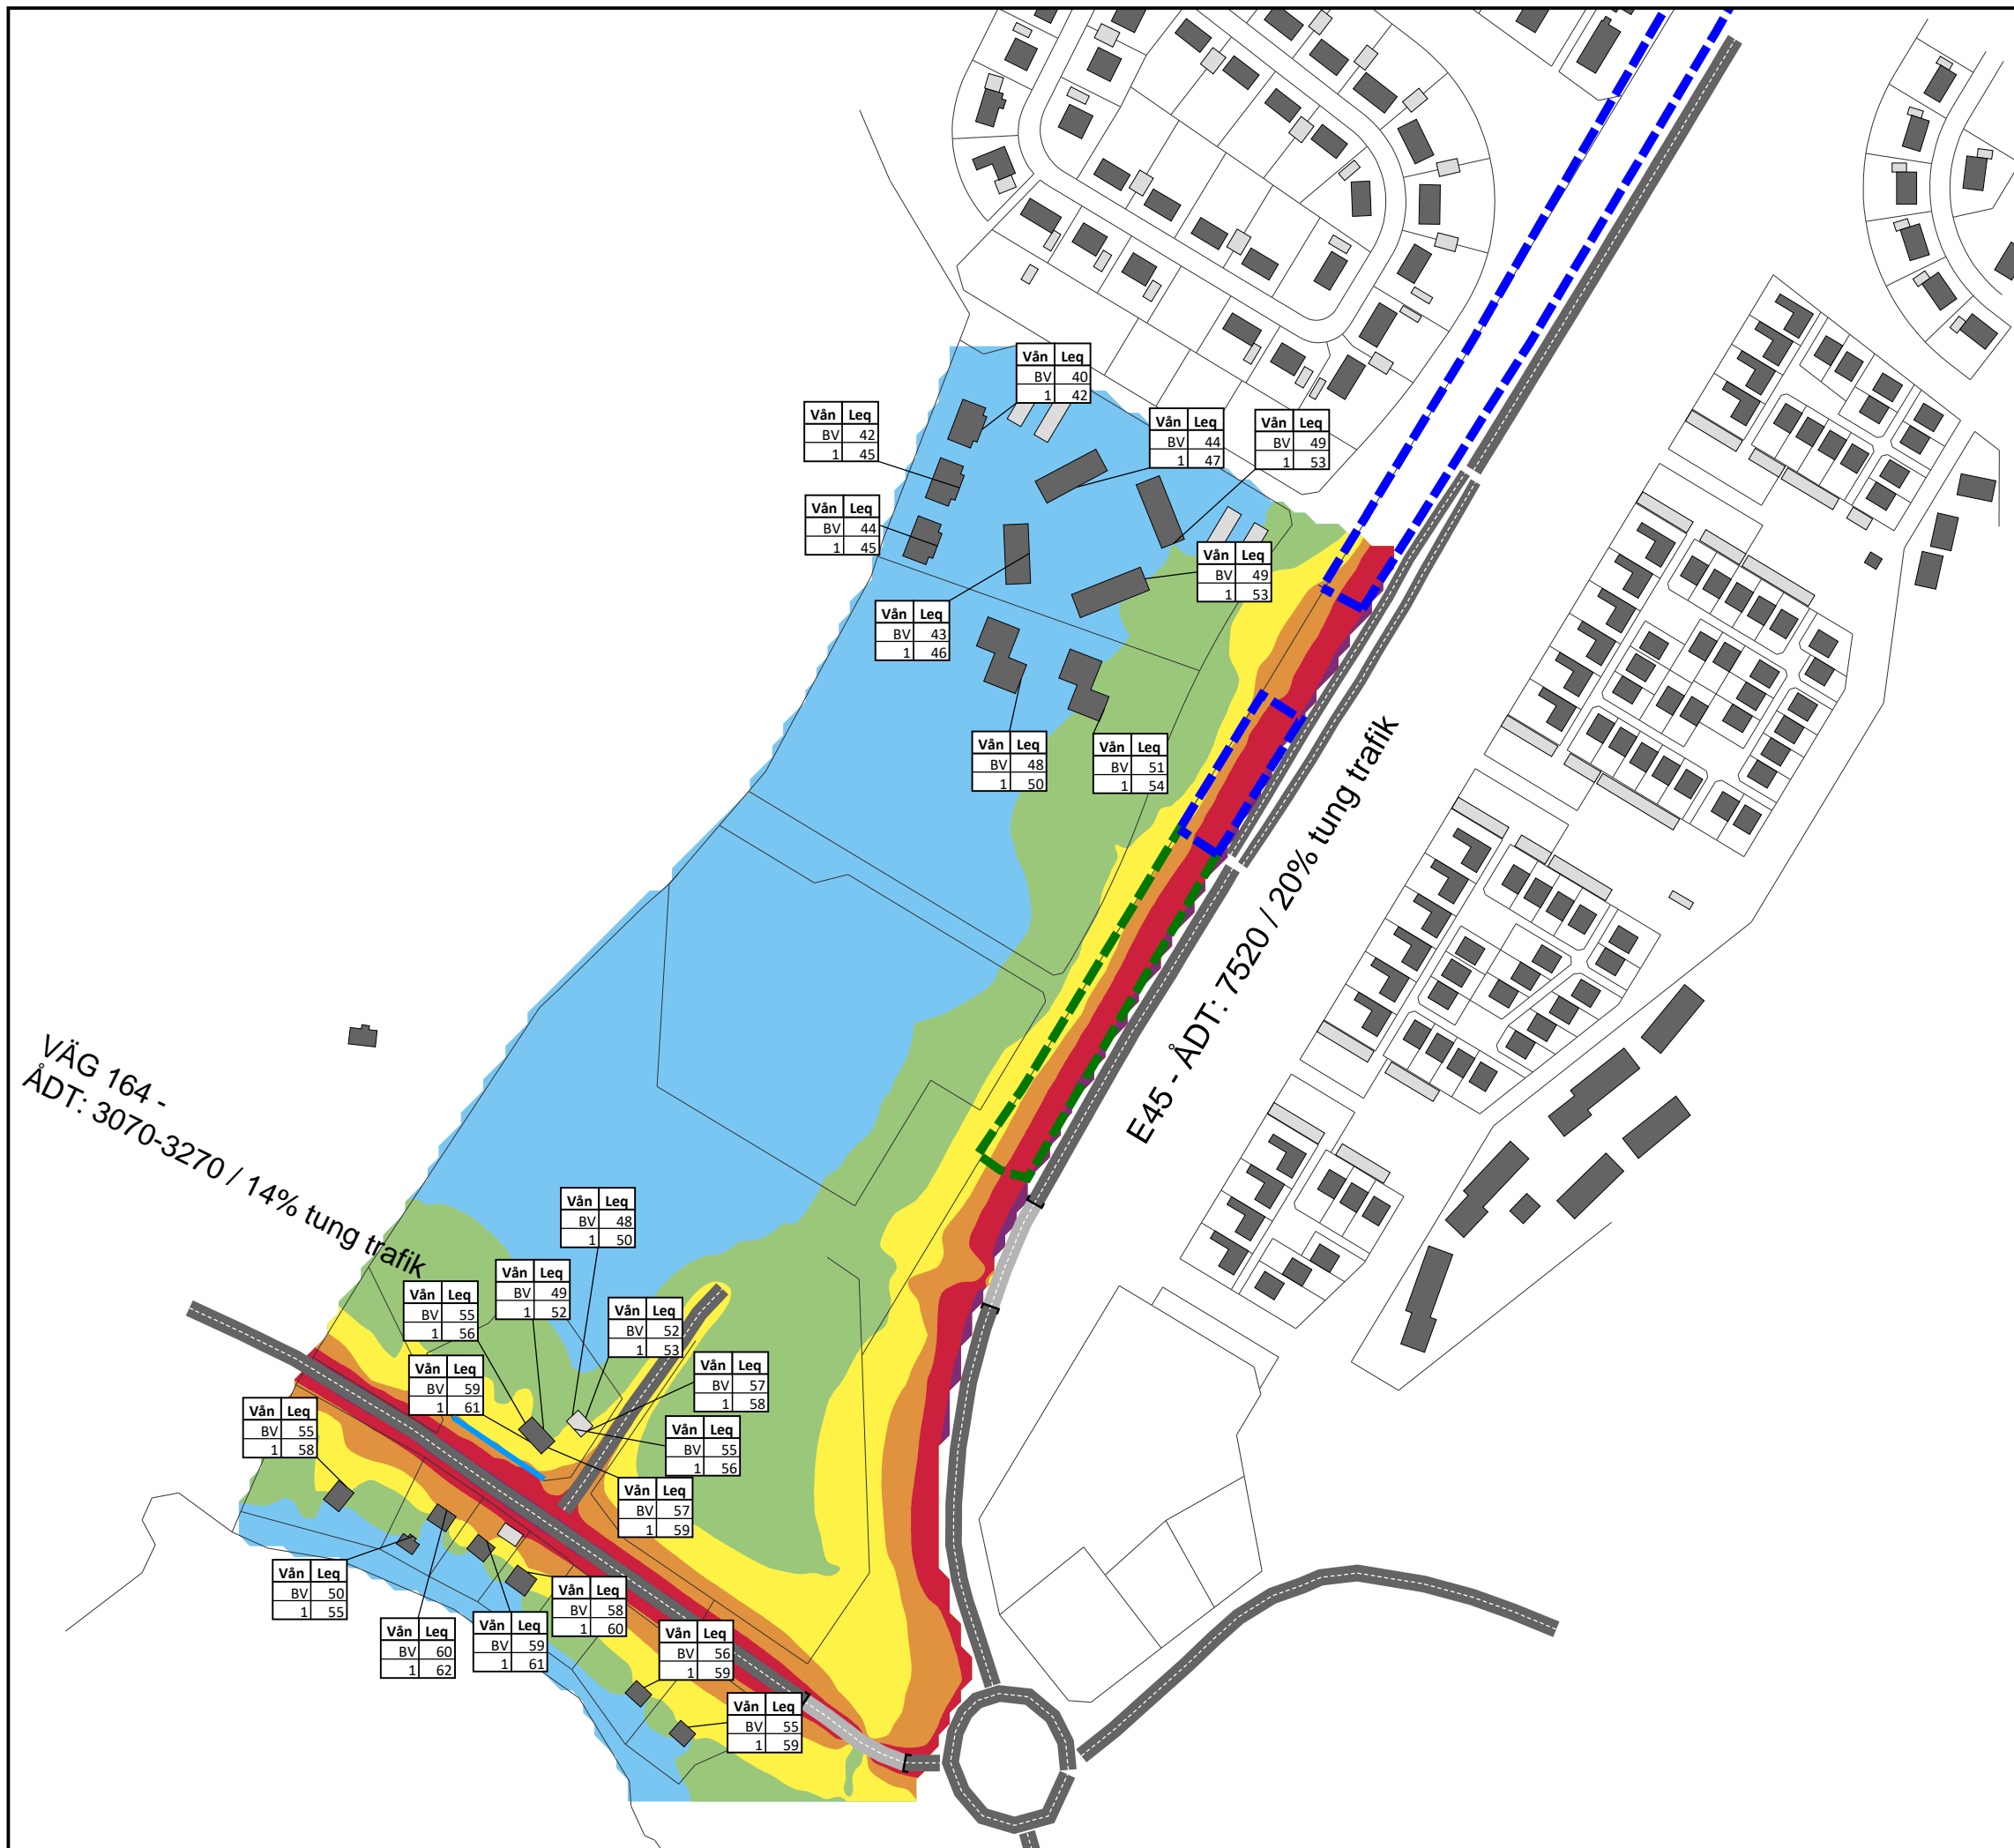 Vån Leq
BV 40
1 42
Vån Leq
BV 42
1 45
Vån Leq
BV 44
1 47
Vån Leq
BV 49
1 53
Vån Leq
BV 44
1 45
Vån Leq
BV 49
1 53
Vån Leq
BV 43
1 46
Vån Leq
BV 48
1 50
Vån Leq
BV 51
1 54
E45 - ÅDT: 7520 / 20% tung trafik
VÄG 164 -
ÅDT: 3070-3270 / 14% tung trafik
Vån Leq
BV 48
1 50
Vån Leq
BV 49
1 52
Vån Leq
BV 55
1 56
Vån Leq
BV 52
1 53
Vån Leq
BV 59
1 61
Vån Leq
BV 57
1 58
Vån Leq
BV 55
1 58
Vån Leq
BV 55
1 56
Vån Leq
BV 57
1 59
Vån Leq
BV 50
1 55
Vån Leq
BV 58
1 60
Vån Leq
BV 60
1 62
Vån Leq
BV 59
1 61
Vån Leq
BV 56
1 59
Vån Leq
BV 55
1 59